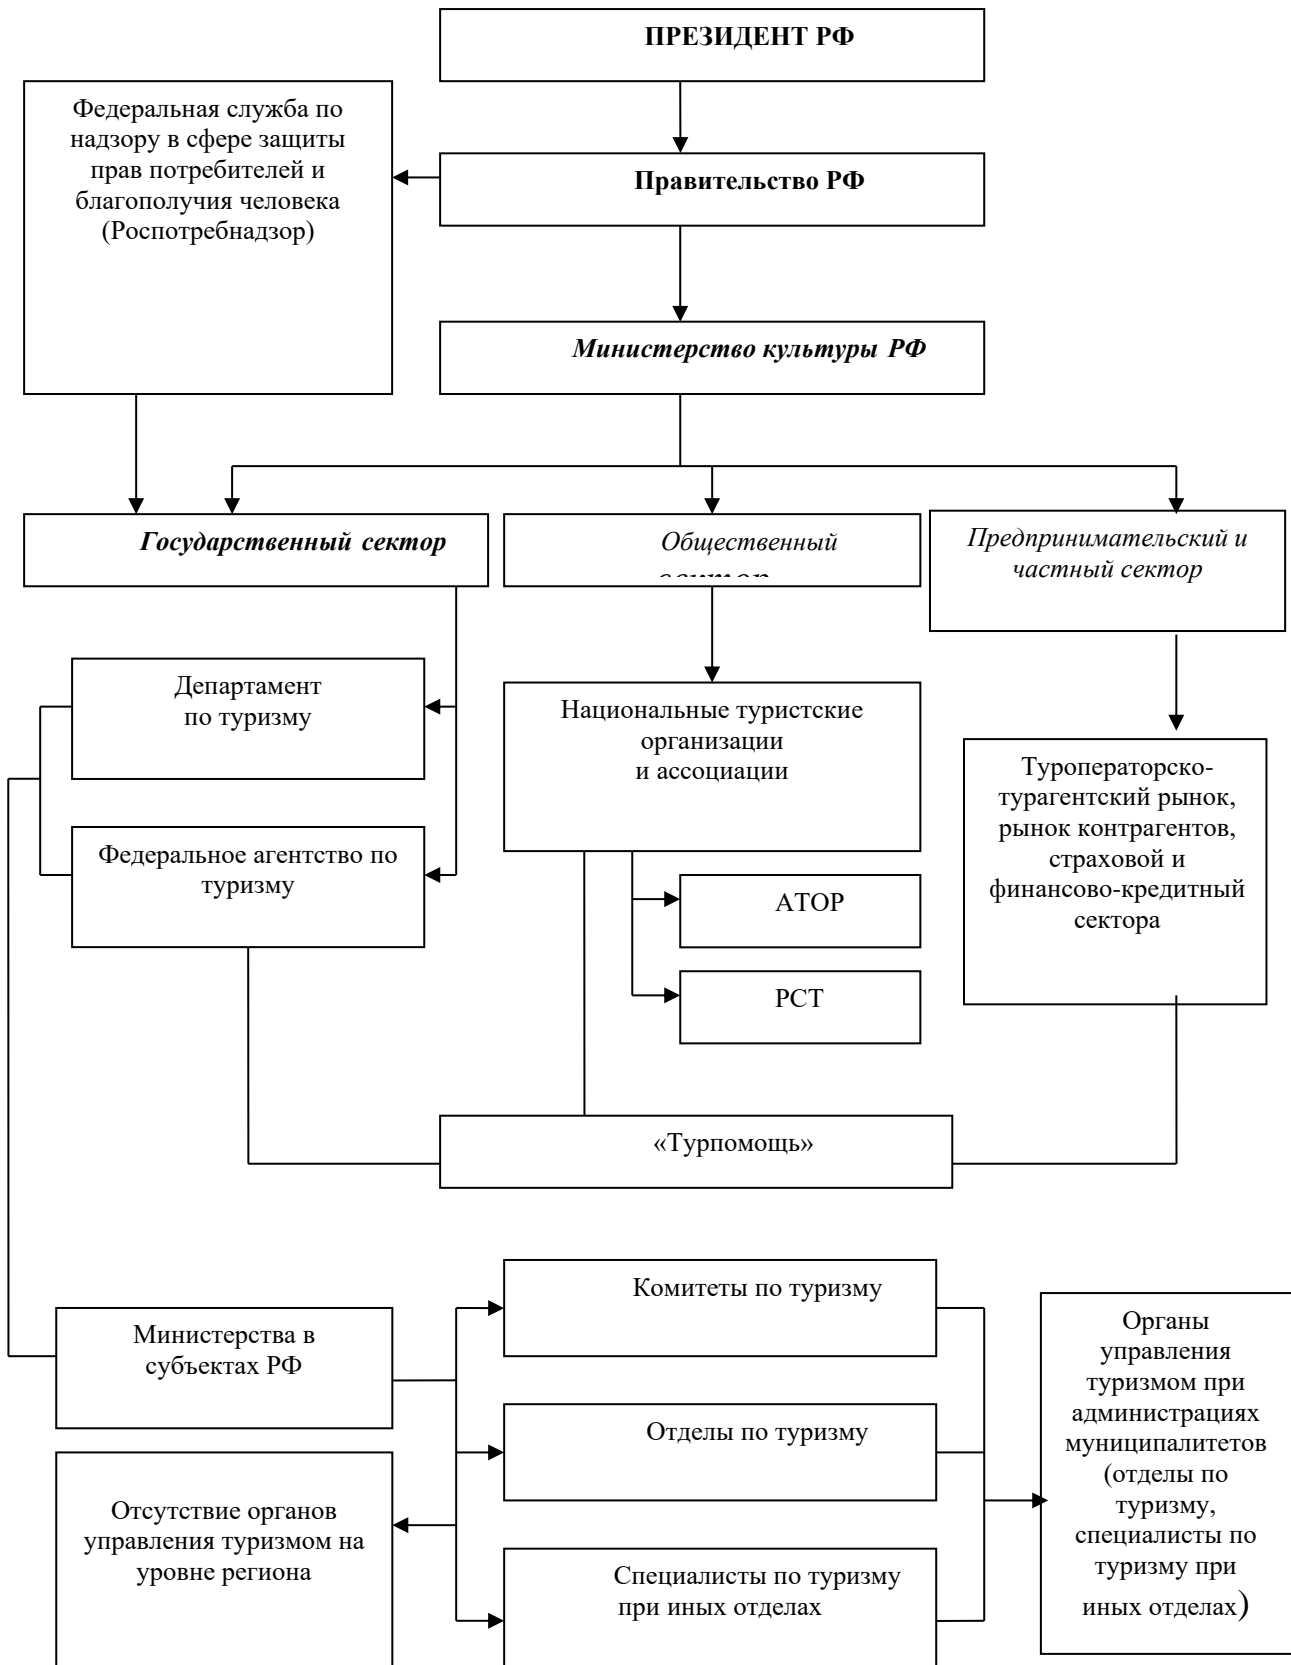 ПРЕЗИДЕНТ РФ
Федеральная служба по
надзору в сфере защиты
прав потребителей и
благополучия человека
(Роспотребнадзор)
Правительство РФ
Министерство культуры РФ
Государственный сектор
Общественный
Предпринимательский и
частный сектор
Департамент
по туризму
Федеральное агентство по
туризму
Национальные туристские
организации
и ассоциации
АТОР
РСТ
Туроператорско-
турагентский рынок,
рынок контрагентов,
страховой и
финансово-кредитный
сектора
«Турпомощь»
Министерства в
субъектах РФ
Отсутствие органов
управления туризмом на
уровне региона
Комитеты по туризму
Отделы по туризму
Специалисты по туризму
при иных отделах
Органы
управления
туризмом при
администрациях
муниципалитетов
(отделы по
туризму,
специалисты по
туризму при
иных отделах)